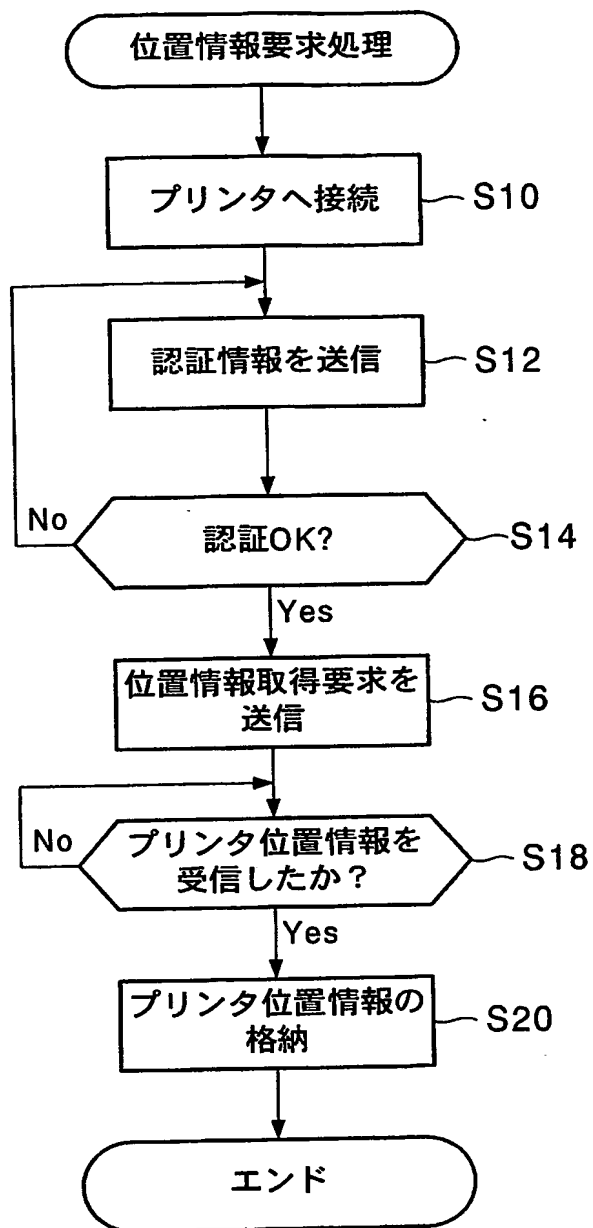 位置情報要求処理
プリンタへ接続
S10
認証情報を送信
S12
認証OK?
S14
No
Yes
位置情報取得要求を
送信
S16
プリンタ位置情報を
受信したか？
S18
No
Yes
プリンタ位置情報の
格納
S20
エンド